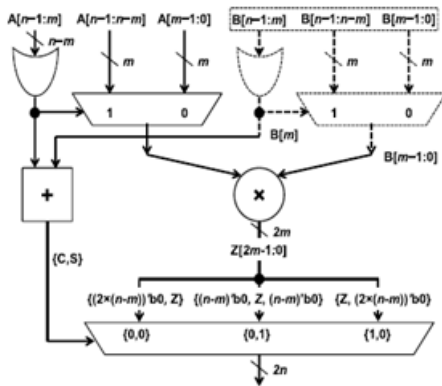 A[n−1:m] A[n−1:n−m] A[m−1:0] B[n−1:m] B[n−1:n−m] B[m−1:0]
n−m m m m m
1 0 1 0
B[m]
B[m−1:0]
+ ×
2m
Z[2m-1:0]
{C,S}
{(2×(n-m))'b0, Z} {(n-m)'b0, Z, (n-m)'b0} {Z, (2×(n-m))'b0}
{0,0} {0,1} {1,0}
2n